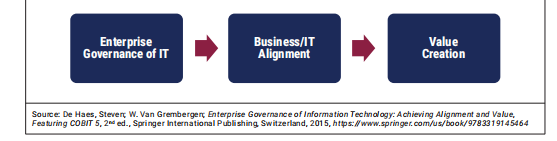 Enterprise
Governance of IT
Business/IT
Alignment
Value
Creation
Source: De Haes, Steven; W. Van Grembergen; Enterprise Governance of Information Technology: Achieving Alignment and Value,
Featuring COBIT 5, 2nd ed., Springer International Publishing, Switzerland, 2015, https://www.springer.com/us/book/9783319145464